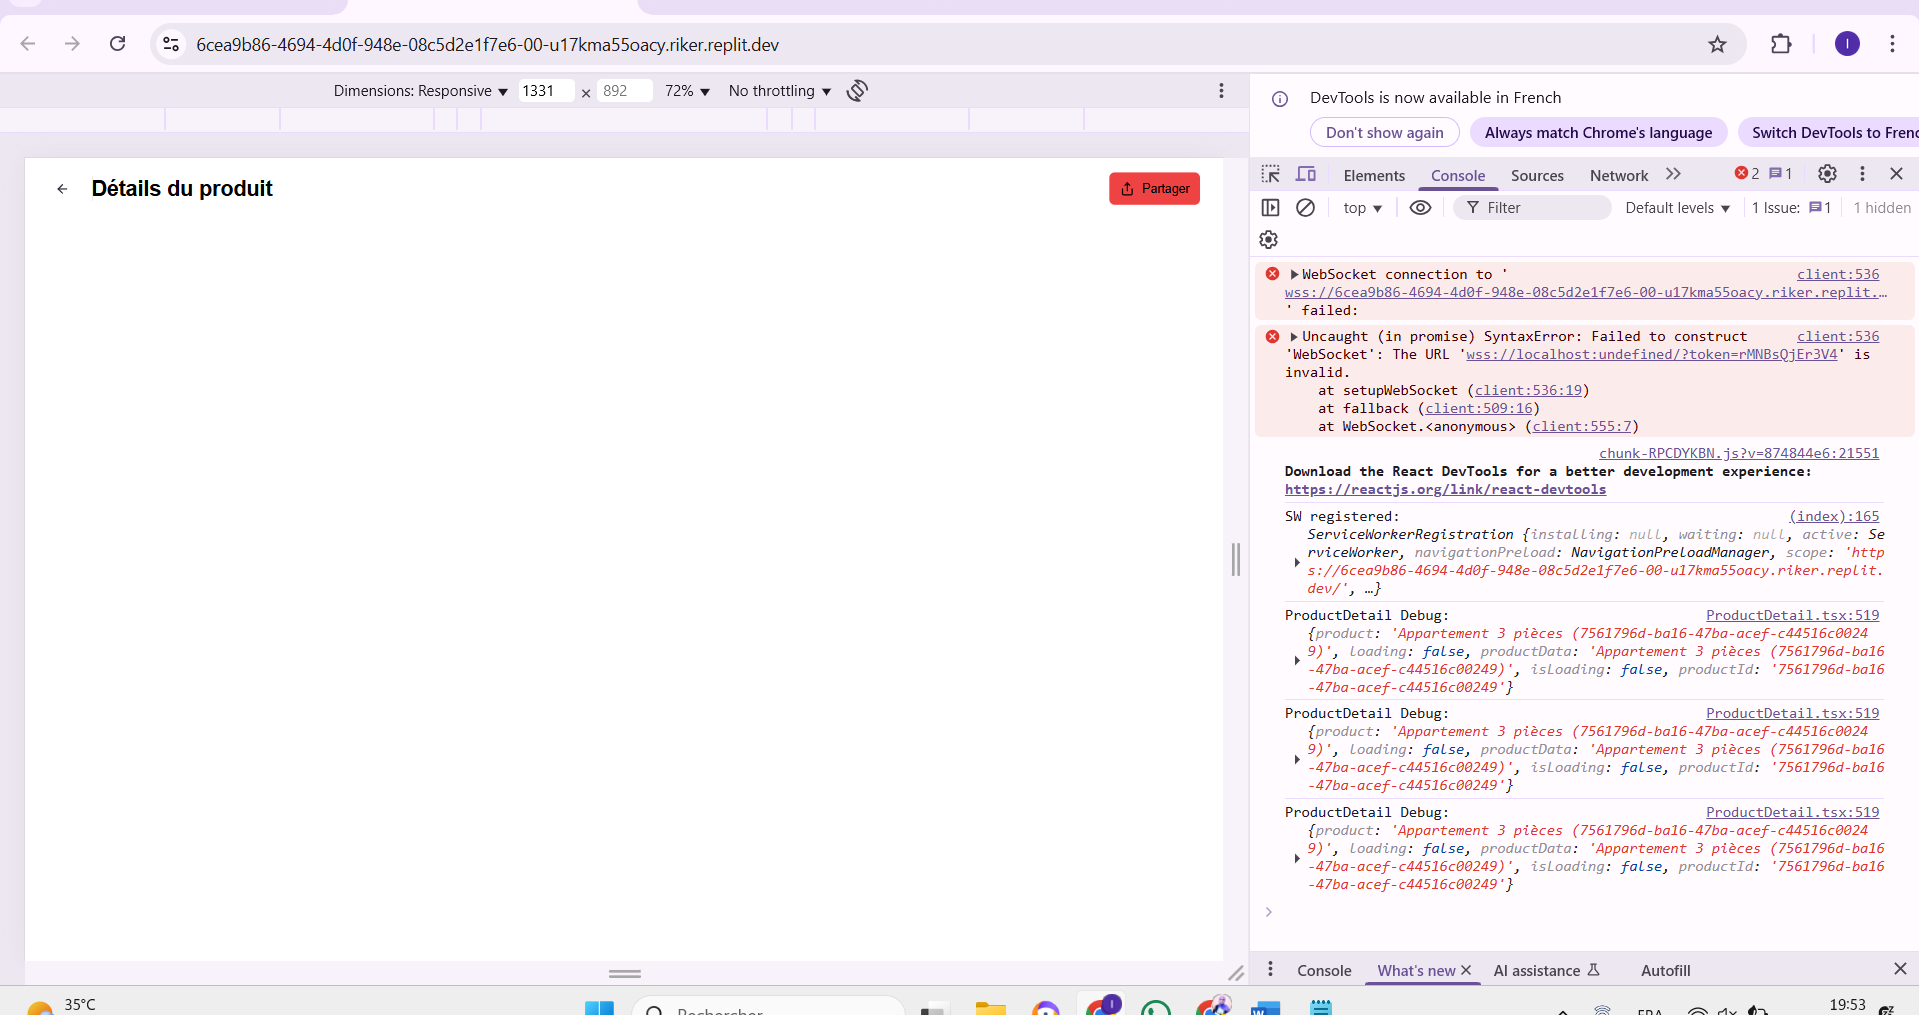 6cea9b86-4694-4d0f-948e-08c5d2e1f7e6-00-u17kma55oacy.riker.replit.dev
I
Dimensions: Responsive ▼ 1331 × 892 72% ▼ No throttling ▼
DevTools is now available in French
Don't show again Always match Chrome's language Switch DevTools to Frenc
Elements Console Sources Network 2 1
top ▼ Filter Default levels ▼ 1 Issue: 1 1 hidden
Détails du produit
Partager
WebSocket connection to ' client:536
wss://6cea9b86-4694-4d0f-948e-08c5d2e1f7e6-00-u17kma55oacy.riker.replit.…
' failed:
Uncaught (in promise) SyntaxError: Failed to construct client:536
'WebSocket': The URL 'wss://localhost:undefined/?token=rMNBsQjEr3V4' is
invalid.
at setupWebSocket (client:536:19)
at fallback (client:509:16)
at WebSocket.<anonymous> (client:555:7)
chunk-RPCDYKBN.js?v=874844e6:21551
Download the React DevTools for a better development experience:
https://reactjs.org/link/react-devtools
SW registered: (index):165
ServiceWorkerRegistration {installing: null, waiting: null, active: Se
rviceWorker, navigationPreload: NavigationPreloadManager, scope: 'http
s://6cea9b86-4694-4d0f-948e-08c5d2e1f7e6-00-u17kma55oacy.riker.replit.
dev/', …}
ProductDetail Debug: ProductDetail.tsx:519
{product: 'Appartement 3 pièces (7561796d-ba16-47ba-acef-c44516c0024
9)', loading: false, productData: 'Appartement 3 pièces (7561796d-ba16
-47ba-acef-c44516c00249)', isLoading: false, productId: '7561796d-ba16
-47ba-acef-c44516c00249'}
ProductDetail Debug: ProductDetail.tsx:519
{product: 'Appartement 3 pièces (7561796d-ba16-47ba-acef-c44516c0024
9)', loading: false, productData: 'Appartement 3 pièces (7561796d-ba16
-47ba-acef-c44516c00249)', isLoading: false, productId: '7561796d-ba16
-47ba-acef-c44516c00249'}
ProductDetail Debug: ProductDetail.tsx:519
{product: 'Appartement 3 pièces (7561796d-ba16-47ba-acef-c44516c0024
9)', loading: false, productData: 'Appartement 3 pièces (7561796d-ba16
-47ba-acef-c44516c00249)', isLoading: false, productId: '7561796d-ba16
-47ba-acef-c44516c00249'}
Console What's new AI assistance Autofill
35°C
Rechercher
FRA
19:53